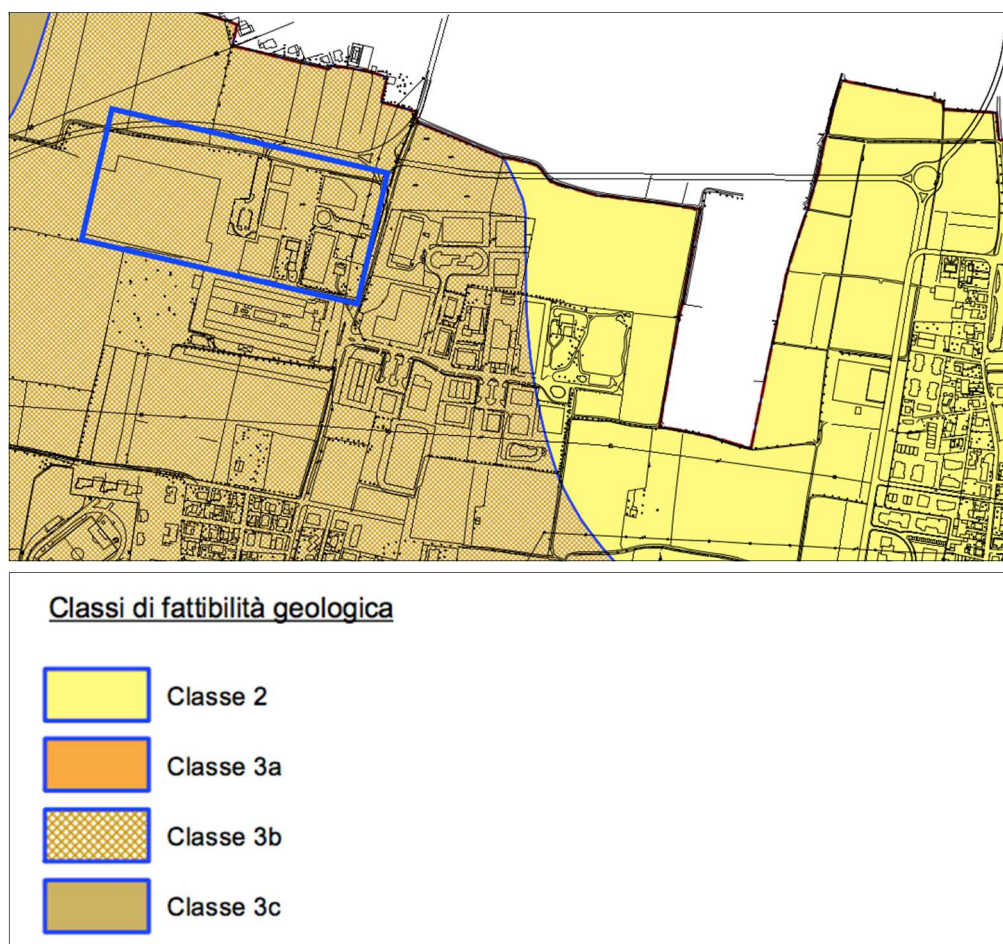 Classi di fattibilità geologica
Classe 2
Classe 3a
Classe 3b
Classe 3c